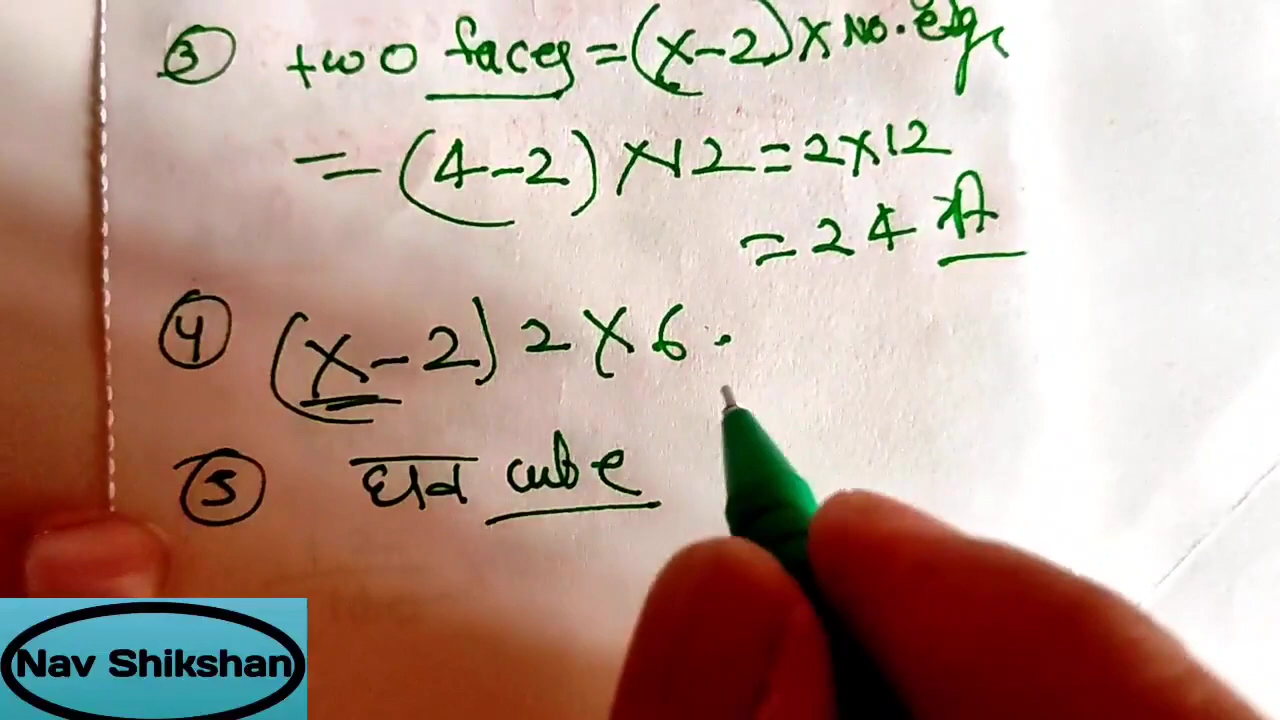 ③ two faces = (x-2) x No. edge
= (4-2) x 12 = 2x12
= 24 A
④ (x-2) 2 x 6
⑤ घन cube
Nav Shikshan